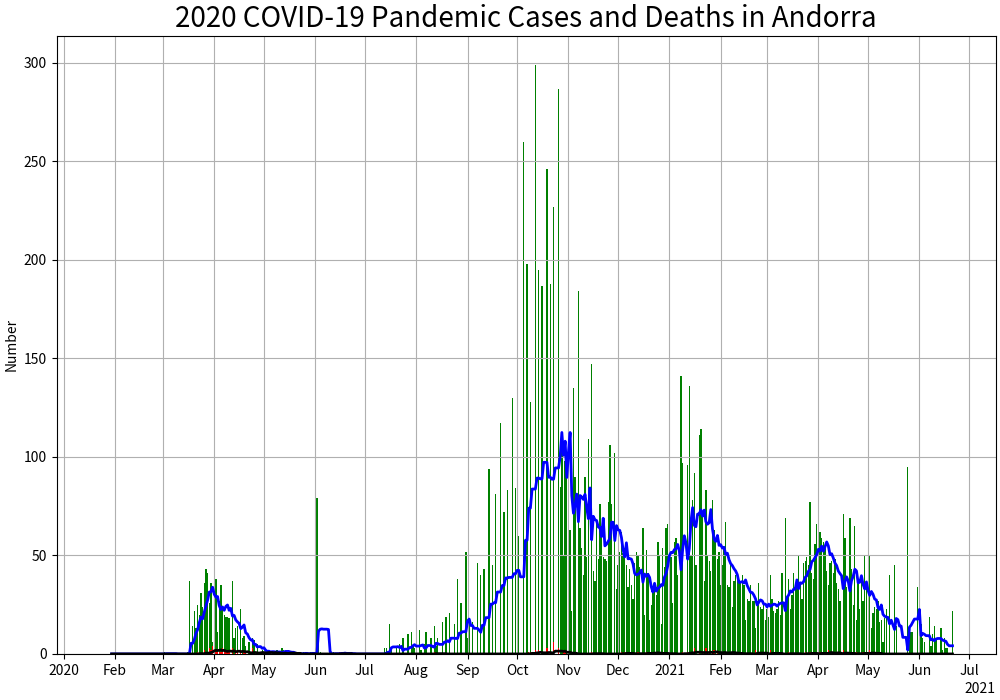 2020 COVID-19 Pandemic Cases and Deaths in Andorra
300
250
200
150
100
50
0
Number
2020 Feb Mar Apr May Jun Jul Aug Sep Oct Nov Dec 2021 Feb Mar Apr May Jun Jul
2021